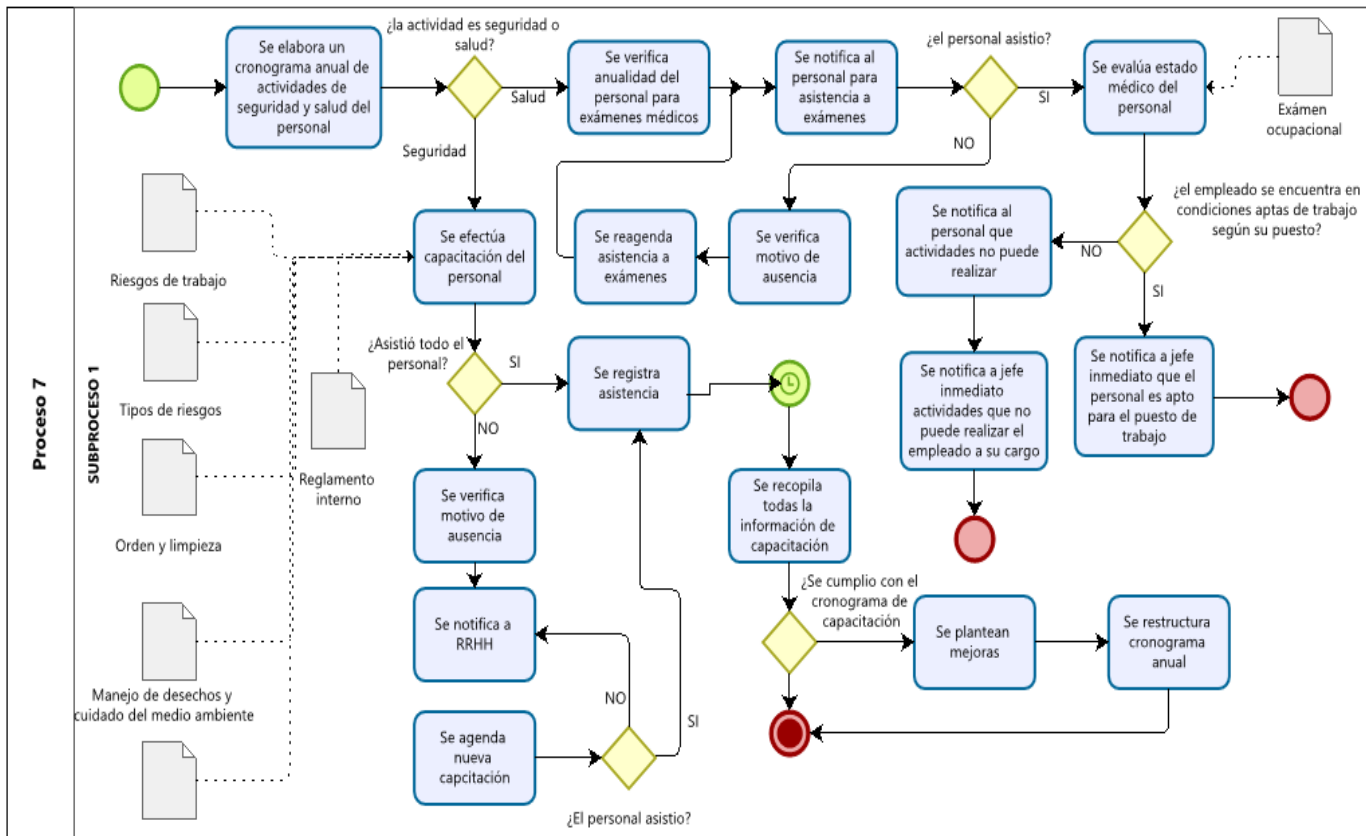 Proceso 7
SUBPROCESO 1
Se elabora un
cronograma anual de
actividades de
seguridad y salud del
personal
¿la actividad es seguridad o
salud?
Salud
Seguridad
Se verifica
anualidad del
personal para
exámenes médicos
Se notifica al
personal para
asistencia a
exámenes
¿el personal asistio?
SI
NO
Se evalúa estado
médico del
personal
Exámen
ocupacional
¿el empleado se encuentra en
condiciones aptas de trabajo
según su puesto?
NO
SI
Se notifica al
personal que
actividades no puede
realizar
Se verifica
motivo de
ausencia
Se reagenda
asistencia a
exámenes
Se efectúa
capacitación del
personal
Riesgos de trabajo
Tipos de riesgos
Orden y limpieza
Reglamento
interno
Manejo de desechos y
cuidado del medio ambiente
¿Asistió todo el
personal?
SI
NO
Se registra
asistencia
Se notifica a jefe
inmediato
actividades que no
puede realizar el
empleado a su cargo
Se notifica a jefe
inmediato que el
personal es apto
para el puesto de
trabajo
Se verifica
motivo de
ausencia
Se notifica a
RRHH
Se agenda
nueva
capcitación
NO
SI
¿El personal asistio?
Se recopila
todas la
información de
capacitación
¿Se cumplio con el
cronograma de
capacitación
Se plantean
mejoras
Se restructura
cronograma
anual